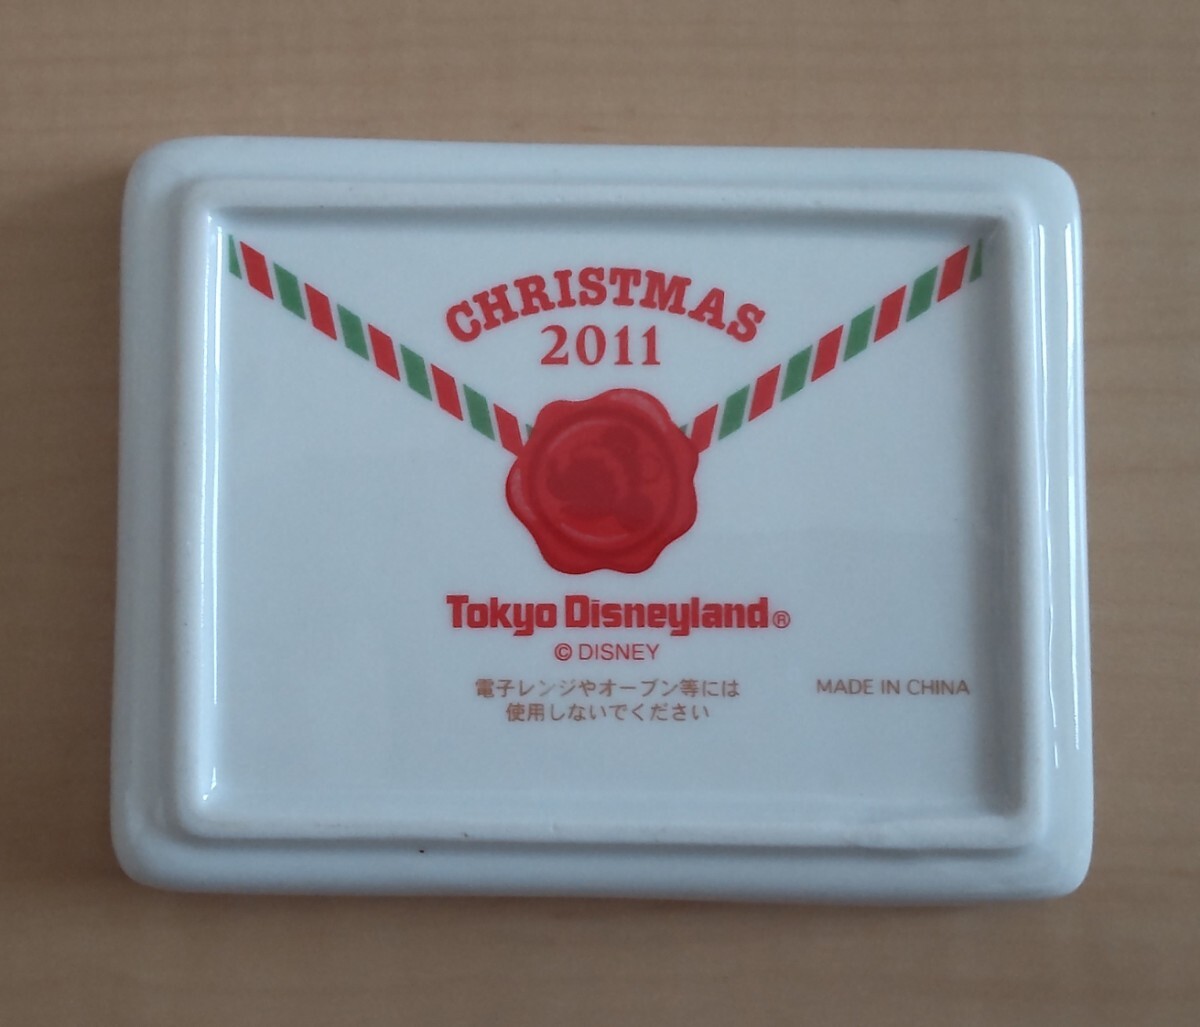 CHRISTMAS
2011
Tokyo Disneyland®
© DISNEY
電子レンジやオーブン等には
使用しないでください
MADE IN CHINA